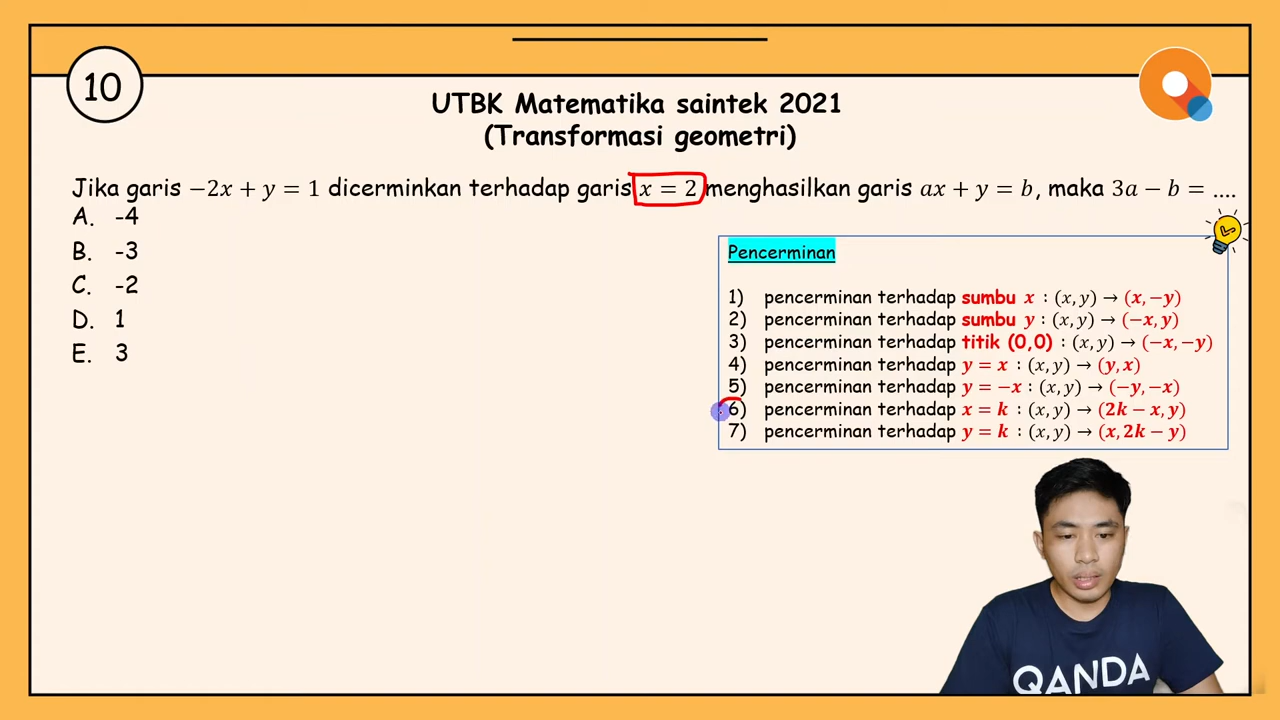 10
UTBK Matematika saintek 2021
(Transformasi geometri)
Jika garis −2x + y = 1 dicerminkan terhadap garis x = 2 menghasilkan garis ax + y = b, maka 3a − b = ....
A. -4
B. -3
C. -2
D. 1
E. 3
Pencerminan
1) pencerminan terhadap sumbu x : (x, y) → (x, −y)
2) pencerminan terhadap sumbu y : (x, y) → (−x, y)
3) pencerminan terhadap titik (0,0) : (x, y) → (−x, −y)
4) pencerminan terhadap y = x : (x, y) → (y, x)
5) pencerminan terhadap y = −x : (x, y) → (−y, −x)
6) pencerminan terhadap x = k : (x, y) → (2k − x, y)
7) pencerminan terhadap y = k : (x, y) → (x, 2k − y)
QANDA